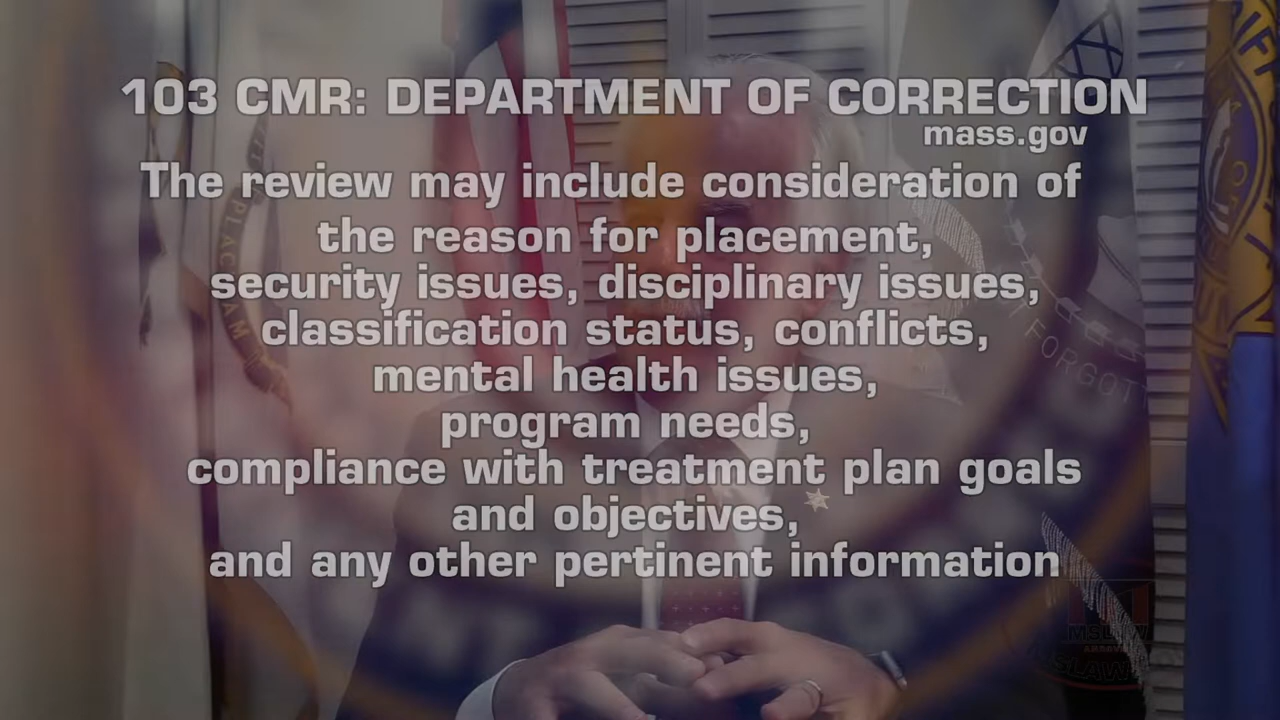 103 CMR: DEPARTMENT OF CORRECTION
mass.gov
The review may include consideration of
the reason for placement,
security issues, disciplinary issues,
classification status, conflicts,
mental health issues,
program needs,
compliance with treatment plan goals
and objectives,
and any other pertinent information
FORGOT
MSLAW